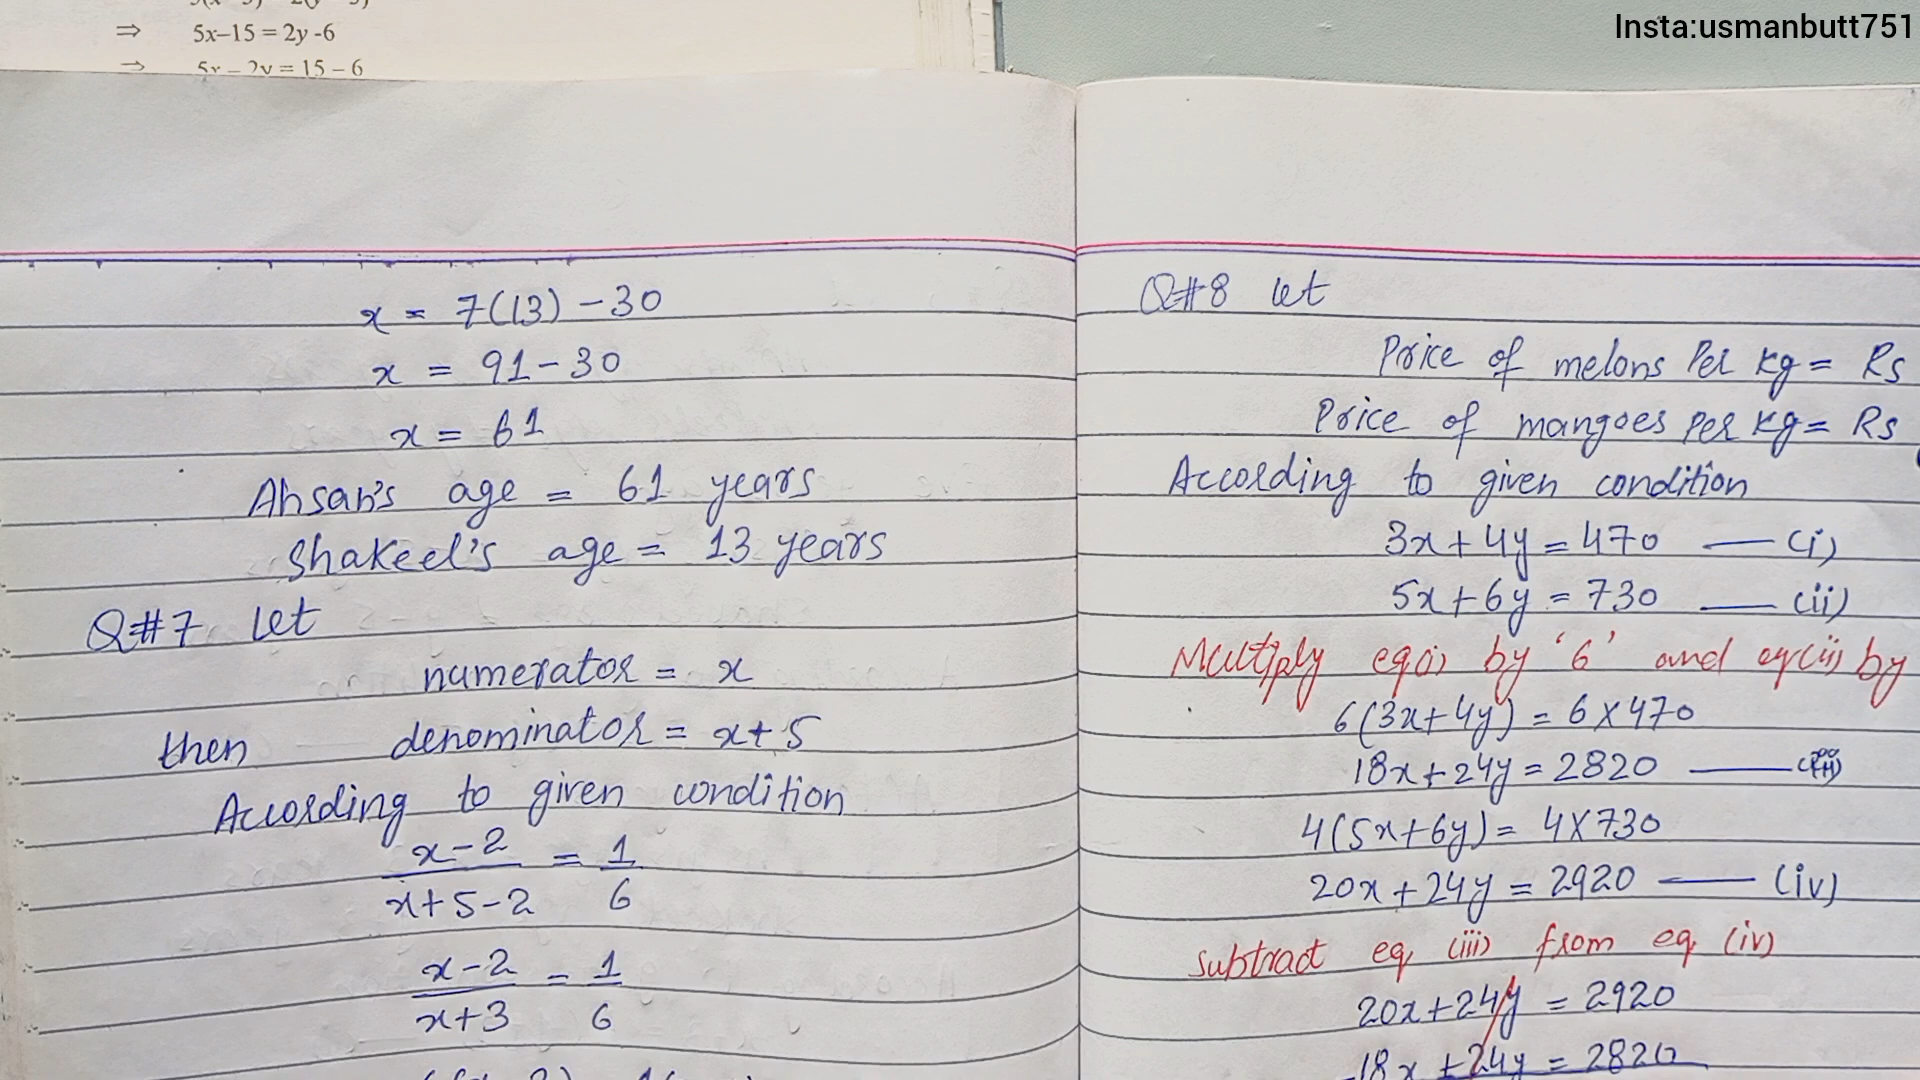 Insta:usmanbutt751
⇒ 5x–15 = 2y -6
⇒ 5x – 2y = 15 – 6
x = 7(13) - 30
x = 91 - 30
x = 61
Ahsan's age = 61 years
Shakeel's age = 13 years
Q#7 Let
numerator = x
then denominator = x+5
According to given condition
x-2/x+5-2 = 1/6
x-2/x+3 = 1/6
Q#8 Let
Price of melons Per kg = Rs
Price of mangoes Per kg = Rs
According to given condition
3x+4y = 470 — (i)
5x+6y = 730 — (ii)
Multiply eq(i) by '6' and eq(ii) by
6(3x+4y) = 6×470
18x+24y = 2820 — (iii)
4(5x+6y) = 4×730
20x+24y = 2920 — (iv)
Subtract eq (iii) from eq (iv)
20x+24y = 2920
-18x ±24y = 2820